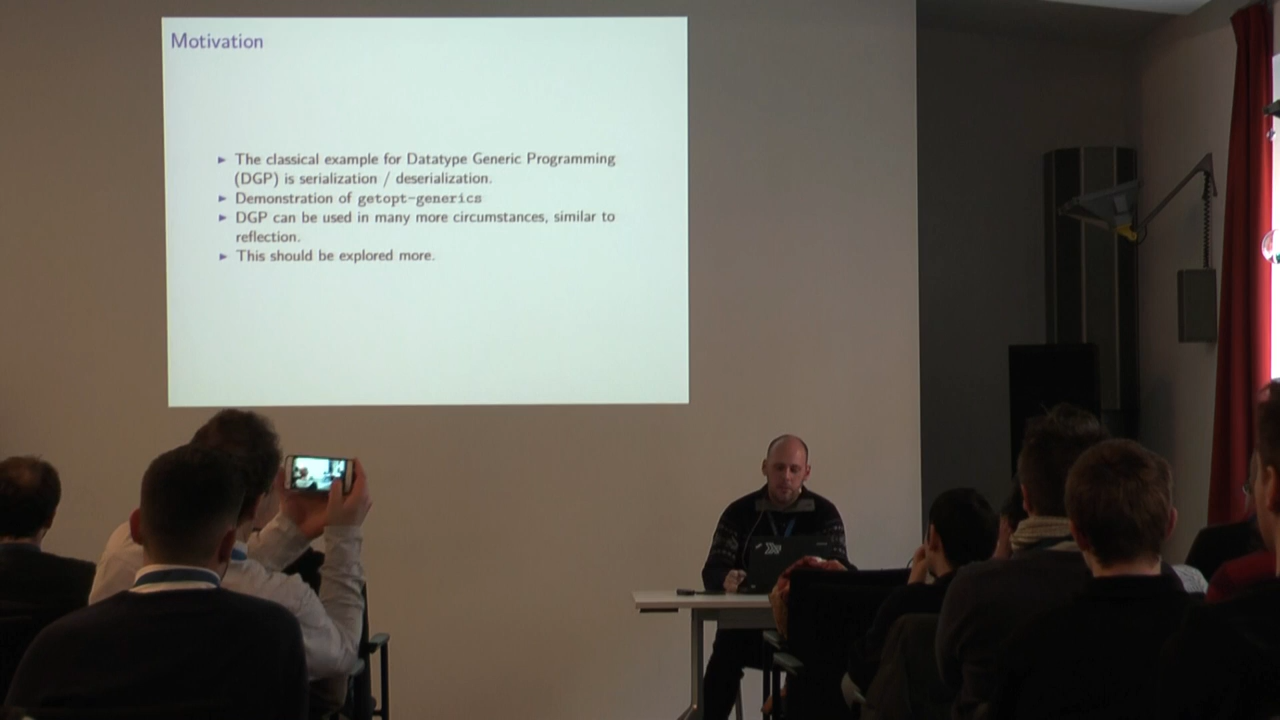 Motivation
► The classical example for Datatype Generic Programming
(DGP) is serialization / deserialization.
► Demonstration of getopt-generics
► DGP can be used in many more circumstances, similar to
reflection.
► This should be explored more.